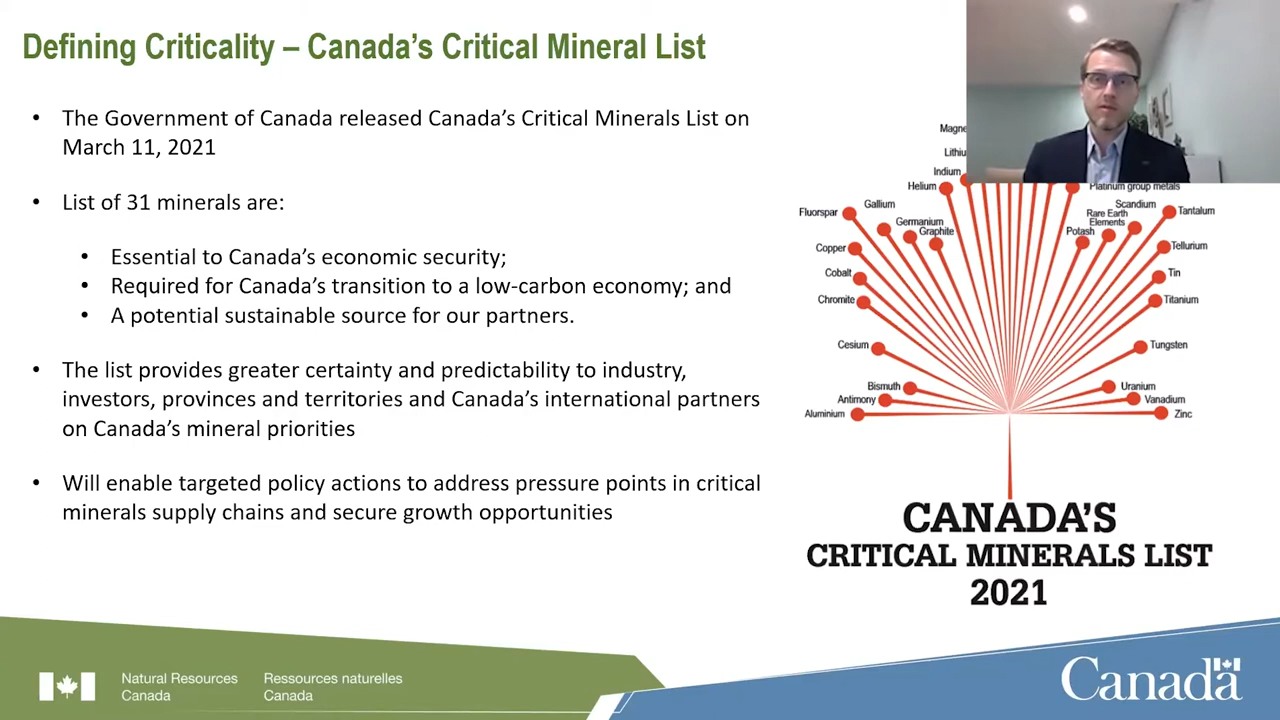 Defining Criticality – Canada's Critical Mineral List
• The Government of Canada released Canada's Critical Minerals List on
March 11, 2021
• List of 31 minerals are:
• Essential to Canada's economic security;
• Required for Canada's transition to a low-carbon economy; and
• A potential sustainable source for our partners.
• The list provides greater certainty and predictability to industry,
investors, provinces and territories and Canada's international partners
on Canada's mineral priorities
• Will enable targeted policy actions to address pressure points in critical
minerals supply chains and secure growth opportunities
Magne
Lithiu
Indium
Helium
Gallium
Fluorspar
Germanium
Graphite
Copper
Cobalt
Chromite
Cesium
Bismuth
Antimony
Aluminium
Platinum group metals
Scandium
Rare Earth
Elements
Tantalum
Potash
Tellurium
Tin
Titanium
Tungsten
Uranium
Vanadium
Zinc
CANADA'S
CRITICAL MINERALS LIST
2021
Natural Resources
Canada
Ressources naturelles
Canada
Canada